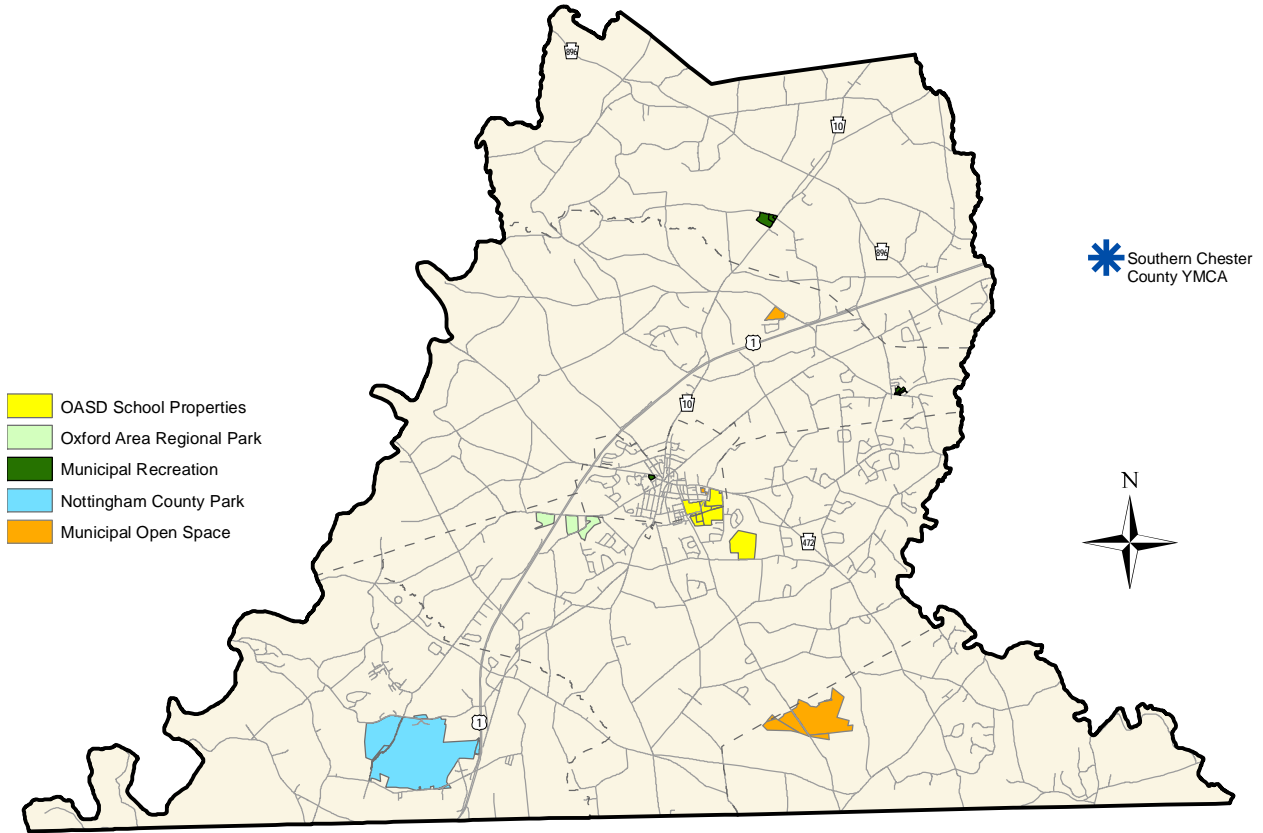 896
10
896
Southern Chester
County YMCA
1
10
OASD School Properties
Oxford Area Regional Park
Municipal Recreation
Nottingham County Park
Municipal Open Space
N
472
1